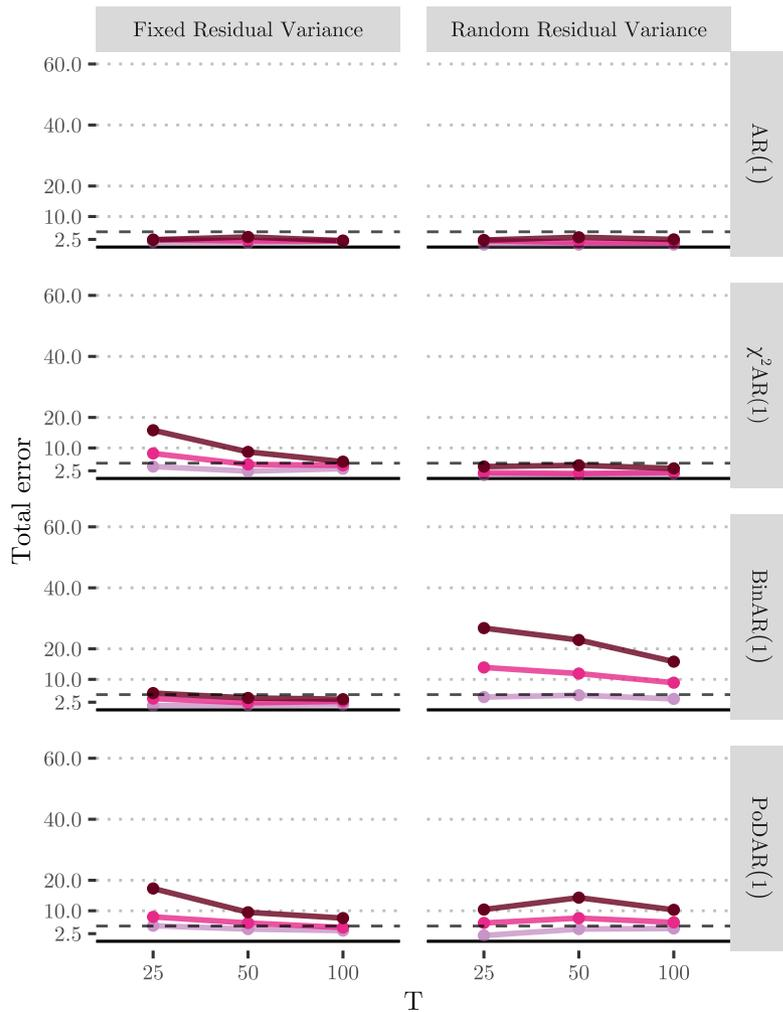 Fixed Residual Variance
Random Residual Variance
60.0
40.0
20.0
10.0
2.5
AR(1)
60.0
40.0
20.0
10.0
2.5
χ²AR(1)
Total error
60.0
40.0
20.0
10.0
2.5
BinAR(1)
60.0
40.0
20.0
10.0
2.5
PoDAR(1)
25 50 100
25 50 100
T